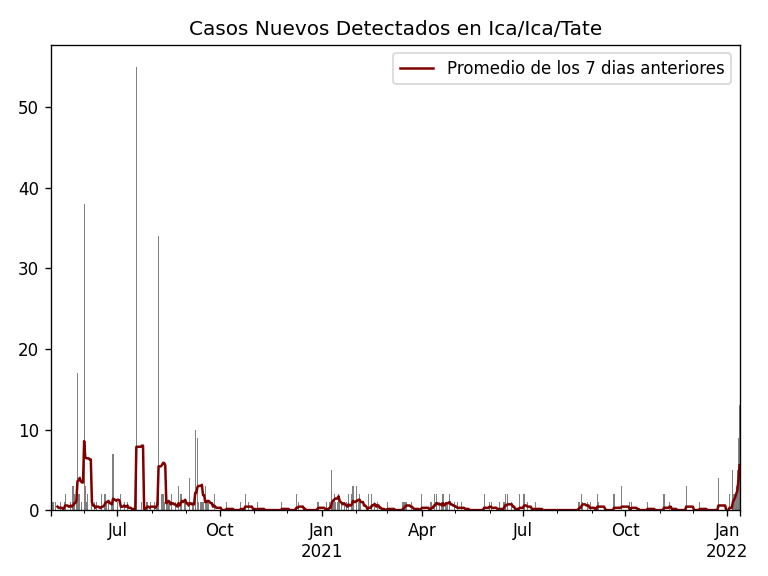 Casos Nuevos Detectados en Ica/Ica/Tate
Promedio de los 7 dias anteriores
50
40
30
20
10
0
Jul Oct Jan Apr Jul Oct Jan
2021 2022